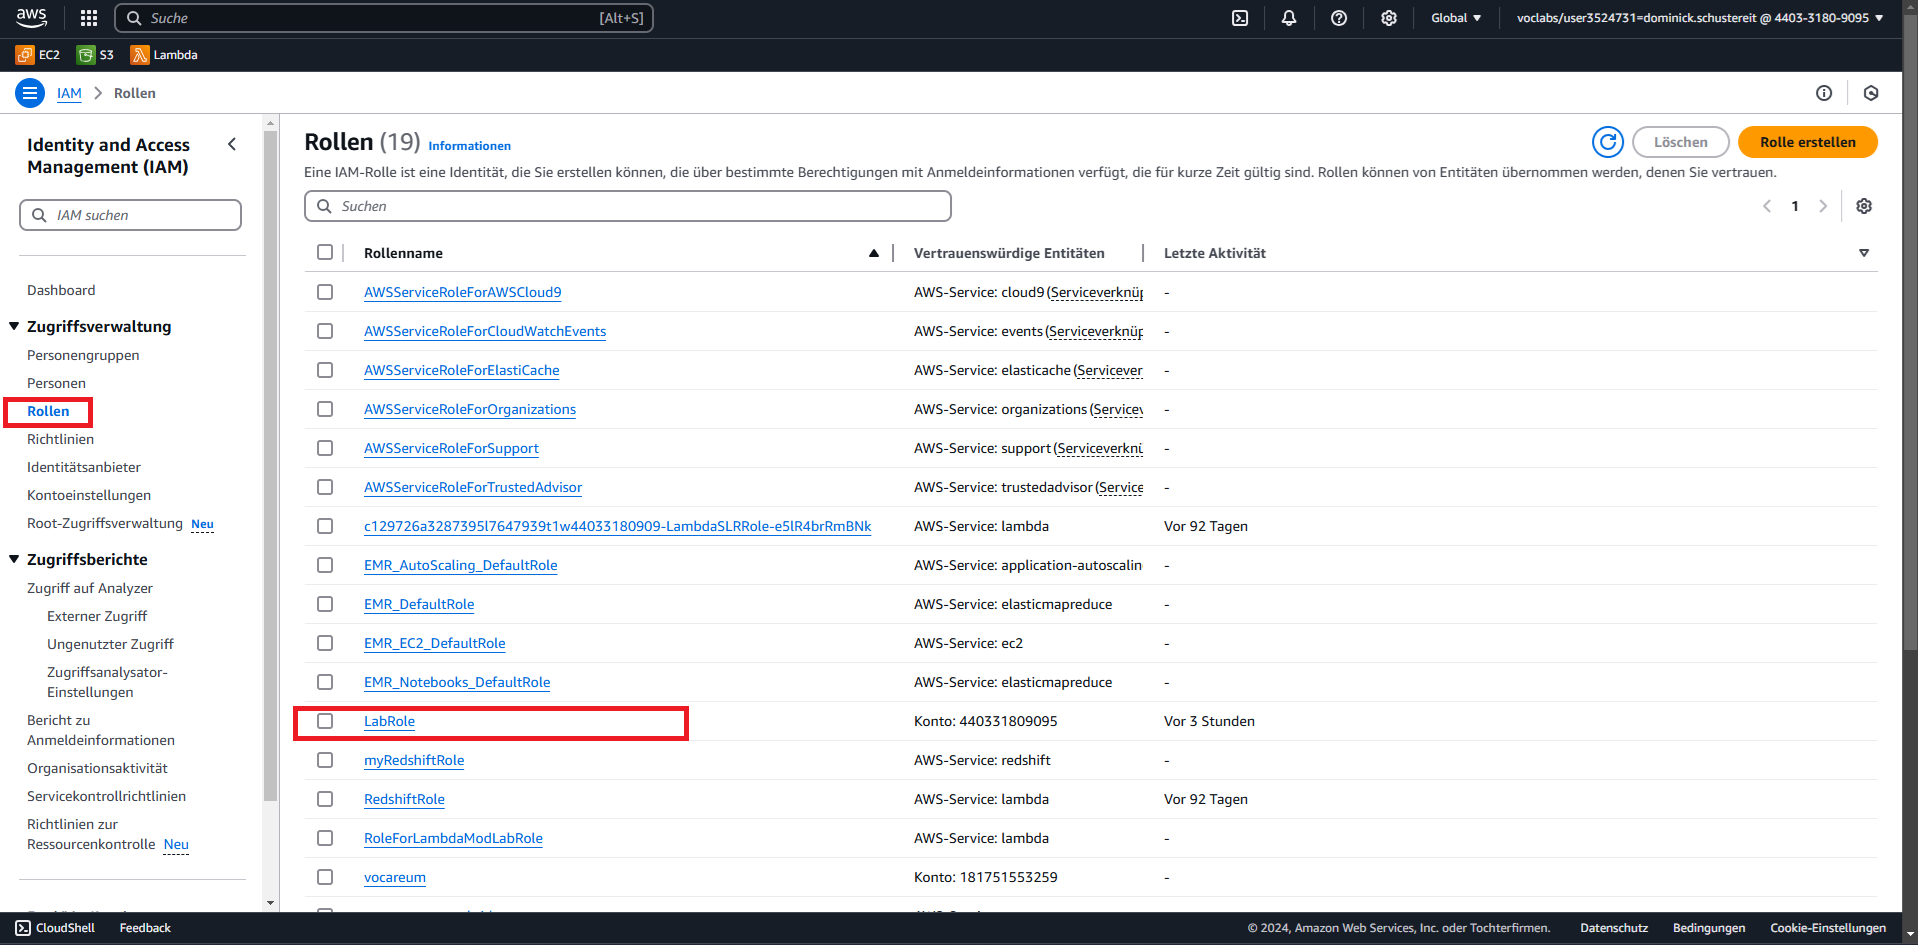 aws
Suche [Alt+S]
Global voclabs/user3524731=dominick.schustereit @ 4403-3180-9095
EC2 S3 Lambda
IAM Rollen
Identity and Access
Management (IAM)
IAM suchen
Dashboard
Zugriffsverwaltung
Personengruppen
Personen
Rollen
Richtlinien
Identitätsanbieter
Kontoeinstellungen
Root-Zugriffsverwaltung Neu
Zugriffsberichte
Zugriff auf Analyzer
Externer Zugriff
Ungenutzter Zugriff
Zugriffsanalysator-
Einstellungen
Bericht zu
Anmeldeinformationen
Organisationsaktivität
Servicekontrollrichtlinien
Richtlinien zur
Ressourcenkontrolle Neu
Rollen (19) Informationen
Löschen
Rolle erstellen
Eine IAM-Rolle ist eine Identität, die Sie erstellen können, die über bestimmte Berechtigungen mit Anmeldeinformationen verfügt, die für kurze Zeit gültig sind. Rollen können von Entitäten übernommen werden, denen Sie vertrauen.
Suchen
1
Rollenname Vertrauenswürdige Entitäten Letzte Aktivität
AWSServiceRoleForAWSCloud9 AWS-Service: cloud9 (Serviceverknüp -
AWSServiceRoleForCloudWatchEvents AWS-Service: events (Serviceverknüp -
AWSServiceRoleForElastiCache AWS-Service: elasticache (Servicever -
AWSServiceRoleForOrganizations AWS-Service: organizations (Servicev -
AWSServiceRoleForSupport AWS-Service: support (Serviceverknü -
AWSServiceRoleForTrustedAdvisor AWS-Service: trustedadvisor (Service -
c129726a3287395l7647939t1w44033180909-LambdaSLRRole-e5lR4brRmBNk AWS-Service: lambda Vor 92 Tagen
EMR_AutoScaling_DefaultRole AWS-Service: application-autoscalin -
EMR_DefaultRole AWS-Service: elasticmapreduce -
EMR_EC2_DefaultRole AWS-Service: ec2 -
EMR_Notebooks_DefaultRole AWS-Service: elasticmapreduce -
LabRole Konto: 440331809095 Vor 3 Stunden
myRedshiftRole AWS-Service: redshift -
RedshiftRole AWS-Service: lambda Vor 92 Tagen
RoleForLambdaModLabRole AWS-Service: lambda -
vocareum Konto: 181751553259 -
CloudShell Feedback © 2024, Amazon Web Services, Inc. oder Tochterfirmen. Datenschutz Bedingungen Cookie-Einstellungen